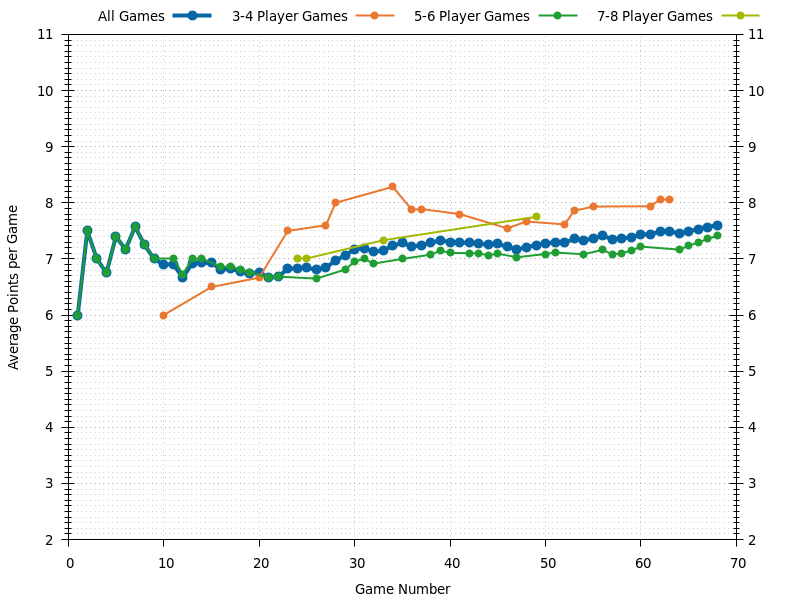 All Games 3-4 Player Games 5-6 Player Games 7-8 Player Games
11 11
10 10
9 9
8 8
7 7
6 6
5 5
4 4
3 3
2 2
0 10 20 30 40 50 60 70
Game Number
Average Points per Game